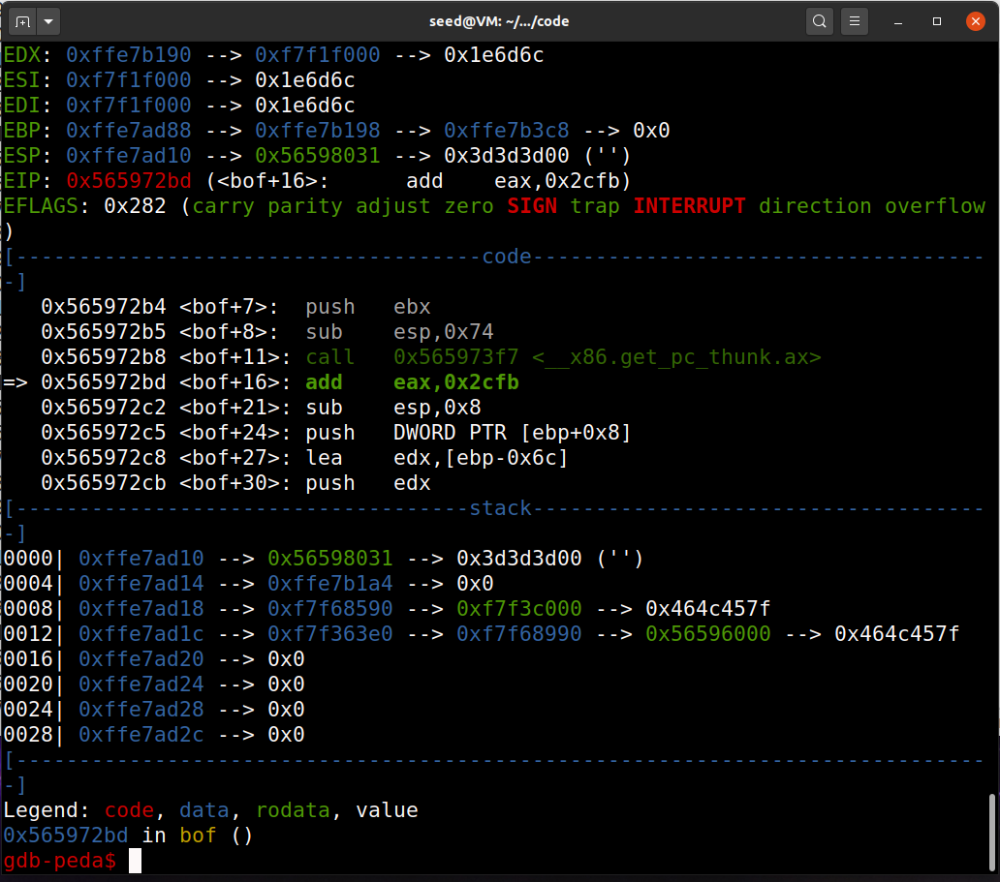 seed@VM: ~/.../code
EDX: 0xffe7b190 --> 0xf7f1f000 --> 0x1e6d6c
ESI: 0xf7f1f000 --> 0x1e6d6c
EDI: 0xf7f1f000 --> 0x1e6d6c
EBP: 0xffe7ad88 --> 0xffe7b198 --> 0xffe7b3c8 --> 0x0
ESP: 0xffe7ad10 --> 0x56598031 --> 0x3d3d3d00 ('')
EIP: 0x565972bd (<bof+16>:      add    eax,0x2cfb)
EFLAGS: 0x282 (carry parity adjust zero SIGN trap INTERRUPT direction overflow
)
[-------------------------------------code------------------------------------
-]
   0x565972b4 <bof+7>:  push   ebx
   0x565972b5 <bof+8>:  sub    esp,0x74
   0x565972b8 <bof+11>: call   0x565973f7 <__x86.get_pc_thunk.ax>
=> 0x565972bd <bof+16>: add    eax,0x2cfb
   0x565972c2 <bof+21>: sub    esp,0x8
   0x565972c5 <bof+24>: push   DWORD PTR [ebp+0x8]
   0x565972c8 <bof+27>: lea    edx,[ebp-0x6c]
   0x565972cb <bof+30>: push   edx
[------------------------------------stack------------------------------------
-]
0000| 0xffe7ad10 --> 0x56598031 --> 0x3d3d3d00 ('')
0004| 0xffe7ad14 --> 0xffe7b1a4 --> 0x0
0008| 0xffe7ad18 --> 0xf7f68590 --> 0xf7f3c000 --> 0x464c457f
0012| 0xffe7ad1c --> 0xf7f363e0 --> 0xf7f68990 --> 0x56596000 --> 0x464c457f
0016| 0xffe7ad20 --> 0x0
0020| 0xffe7ad24 --> 0x0
0024| 0xffe7ad28 --> 0x0
0028| 0xffe7ad2c --> 0x0
[-----------------------------------------------------------------------------
-]
Legend: code, data, rodata, value
0x565972bd in bof ()
gdb-peda$